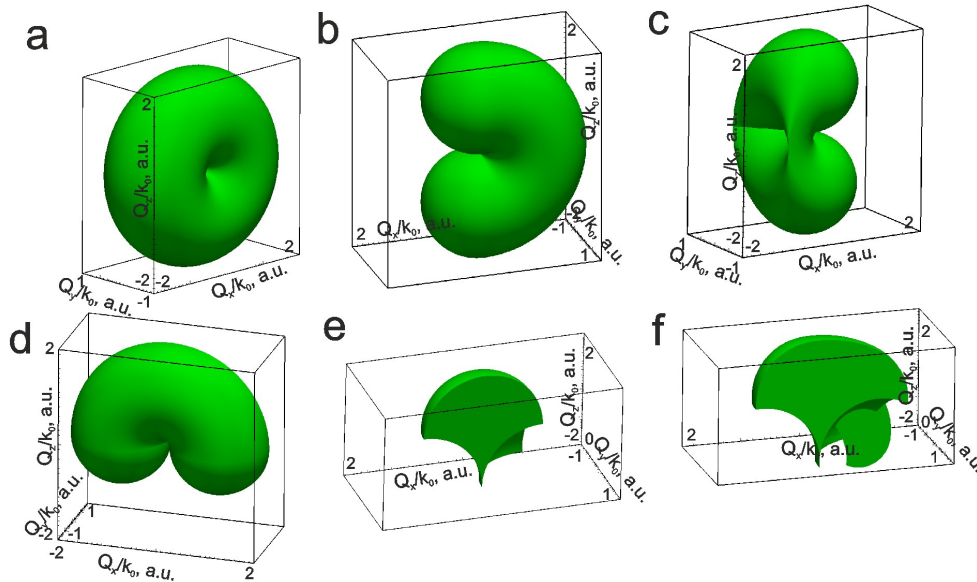 a
2
Q_z/k_0, a.u.
1
Q_y/k_0, a.u.
-2
-1
-2
Q_x/k_0, a.u.
2
b
2
Q_z/k_0, a.u.
2
Q_x/k_0, a.u.
-1
Q_y/k_0, a.u.
1
c
2
Q_z/k_0, a.u.
1
Q_y/k_0, a.u.
-2
-1
-2
Q_x/k_0, a.u.
2
d
2
Q_z/k_0, a.u.
Q_y/k_0, a.u.
1
-1
-2
-2
Q_x/k_0, a.u.
2
e
2
Q_z/k_0, a.u.
-2
0
Q_y/k_0, a.u.
2
Q_x/k_0, a.u.
-1
1
f
2
Q_z/k_0, a.u.
-2
0
Q_y/k_0, a.u.
2
a.u.
-1
1